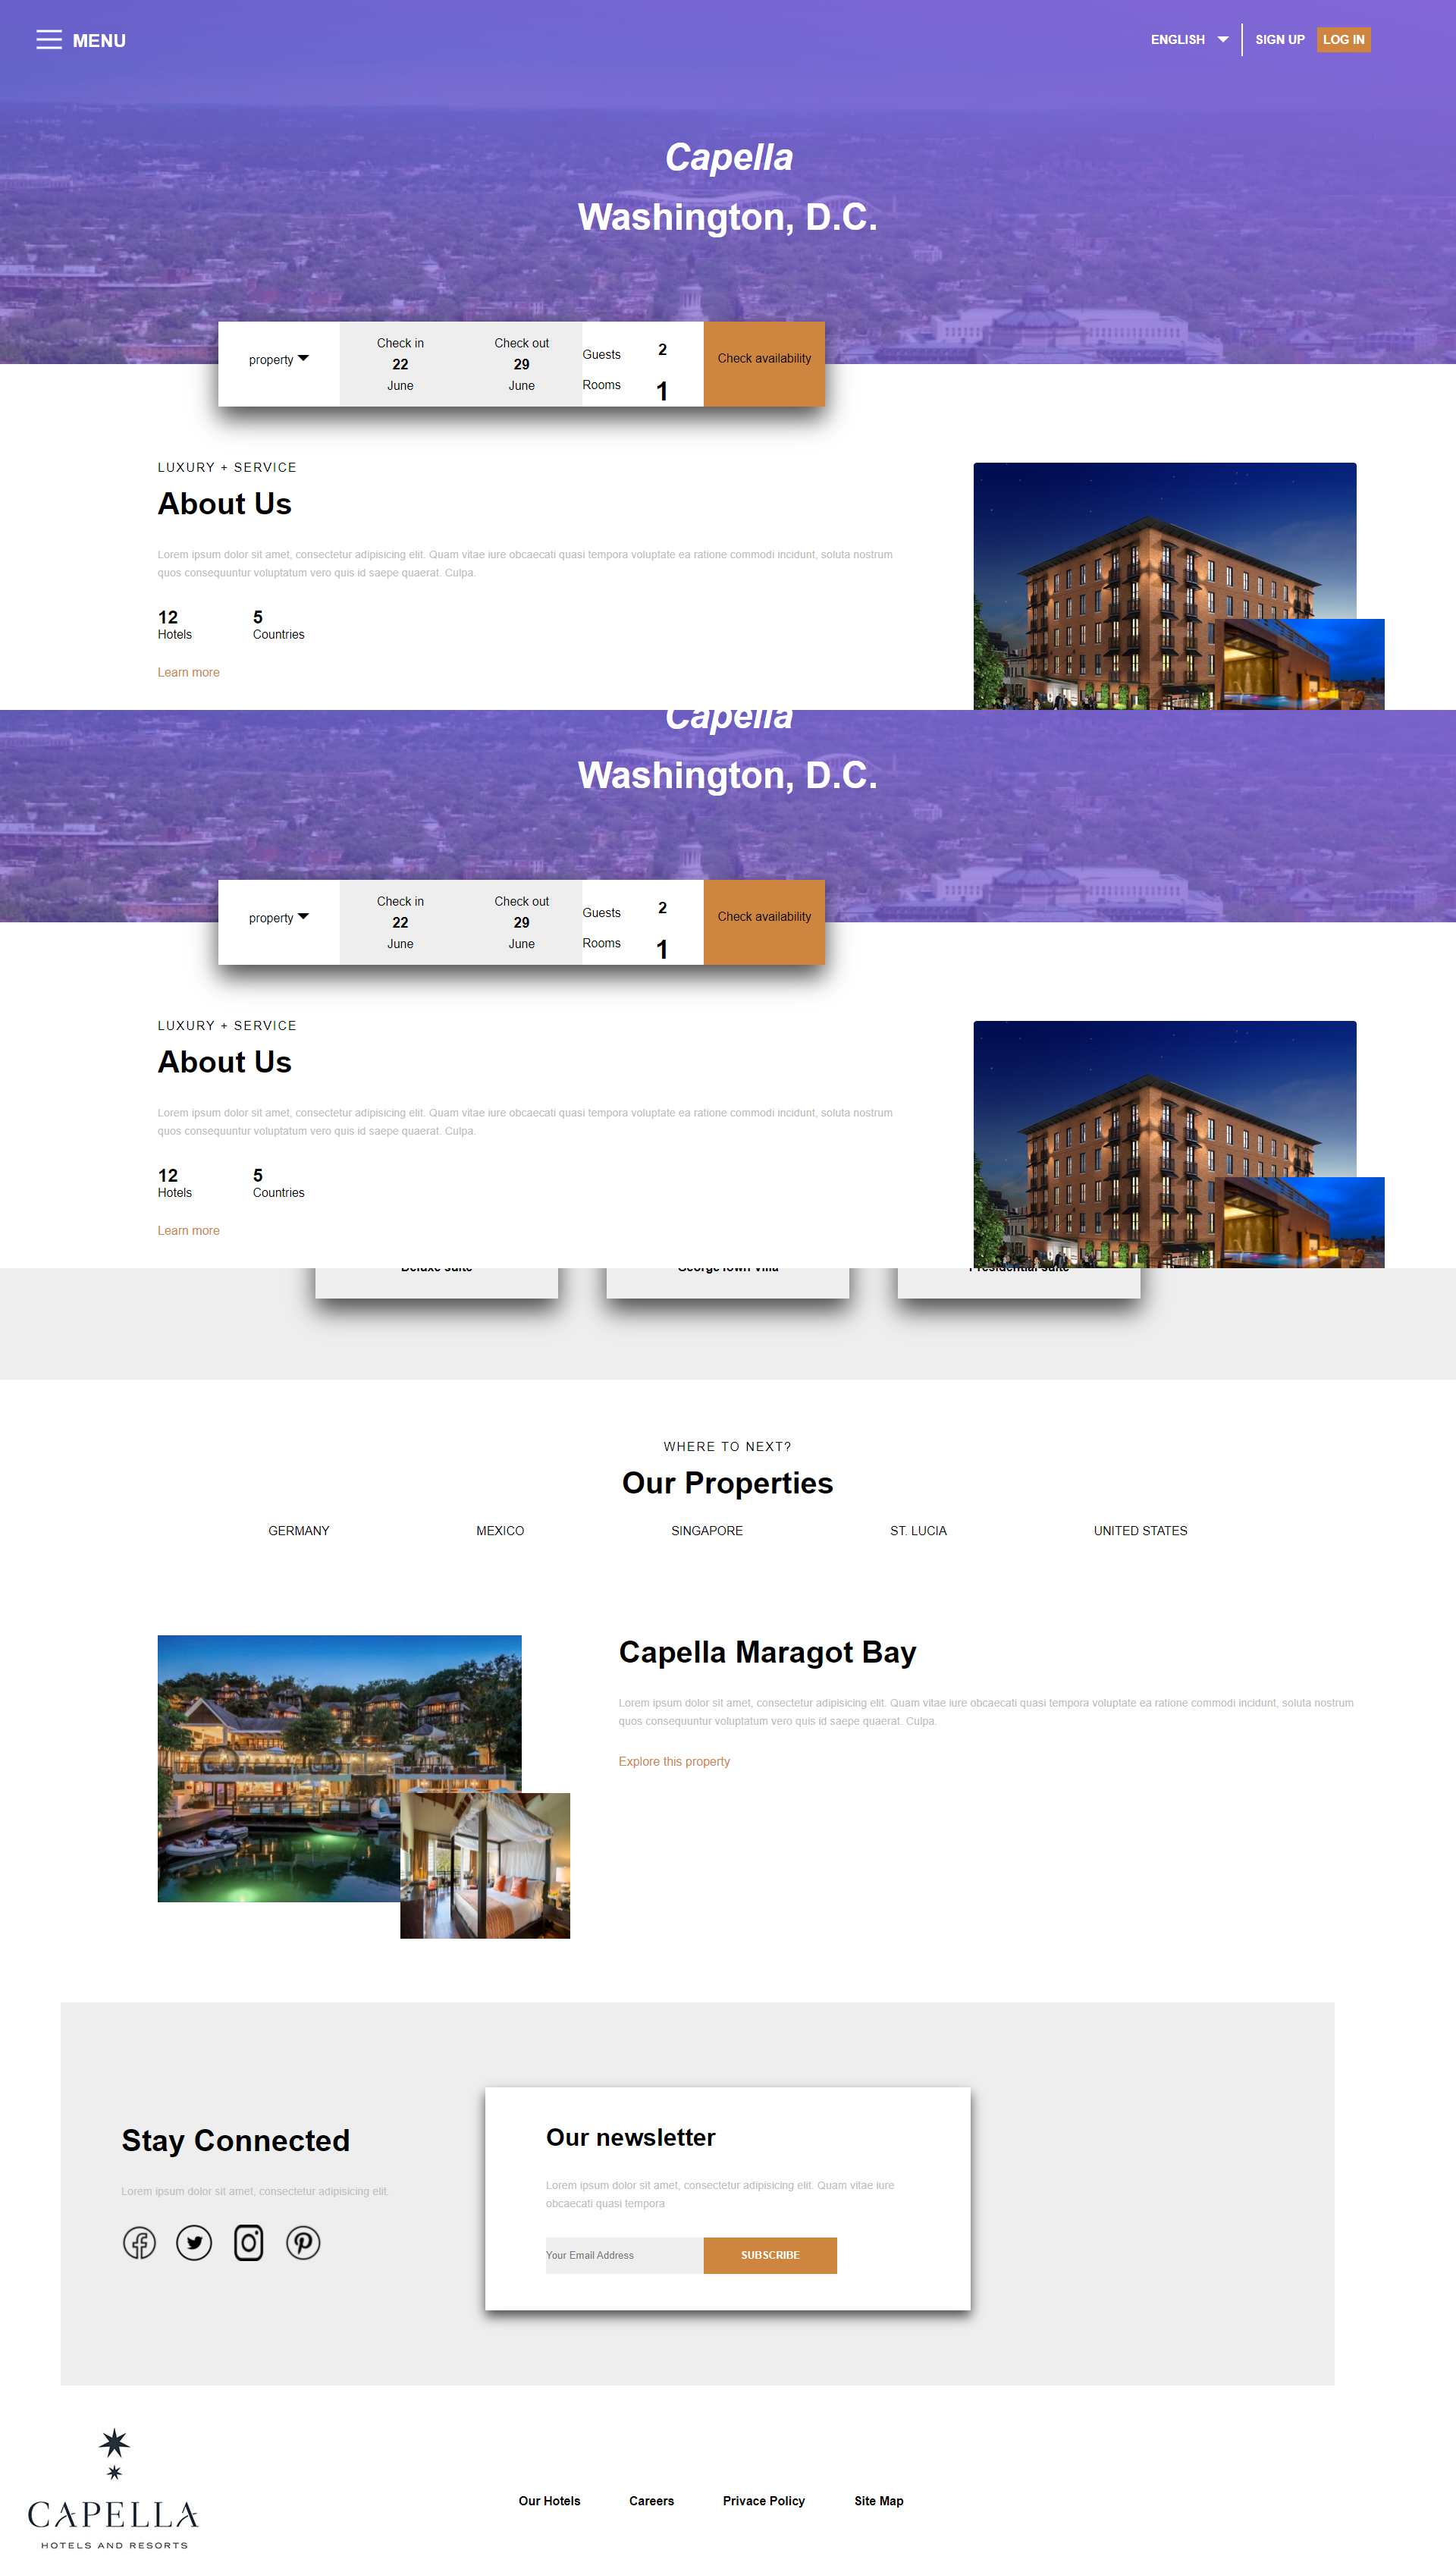 MENU
ENGLISH SIGN UP LOG IN
Capella
Washington, D.C.
property
Check in
22
June
Check out
29
June
Guests 2
Rooms 1
Check availability
LUXURY + SERVICE
About Us
Lorem ipsum dolor sit amet, consectetur adipisicing elit. Quam vitae iure obcaecati quasi tempora voluptate ea ratione commodi incidunt, soluta nostrum
quos consequuntur voluptatum vero quis id saepe quaerat. Culpa.
12 5
Hotels Countries
Learn more
Capella
Washington, D.C.
property
Check in
22
June
Check out
29
June
Guests 2
Rooms 1
Check availability
LUXURY + SERVICE
About Us
Lorem ipsum dolor sit amet, consectetur adipisicing elit. Quam vitae iure obcaecati quasi tempora voluptate ea ratione commodi incidunt, soluta nostrum
quos consequuntur voluptatum vero quis id saepe quaerat. Culpa.
12 5
Hotels Countries
Learn more
Deluxe suite GeorgeTown Villa Presidential suite
WHERE TO NEXT?
Our Properties
GERMANY MEXICO SINGAPORE ST. LUCIA UNITED STATES
Capella Maragot Bay
Lorem ipsum dolor sit amet, consectetur adipisicing elit. Quam vitae iure obcaecati quasi tempora voluptate ea ratione commodi incidunt, soluta nostrum
quos consequuntur voluptatum vero quis id saepe quaerat. Culpa.
Explore this property
Stay Connected
Lorem ipsum dolor sit amet, consectetur adipisicing elit.
Our newsletter
Lorem ipsum dolor sit amet, consectetur adipisicing elit. Quam vitae iure
obcaecati quasi tempora
Your Email Address SUBSCRIBE
CAPELLA
HOTELS AND RESORTS
Our Hotels Careers Privace Policy Site Map